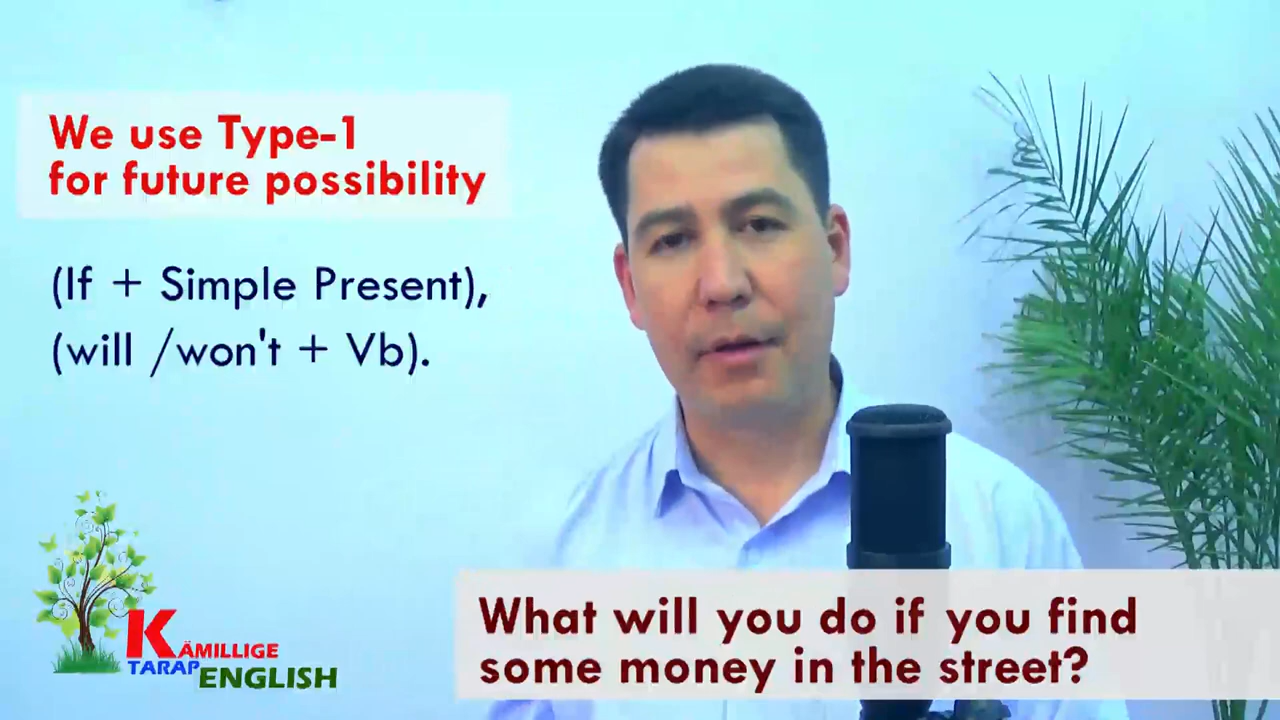 We use Type-1
for future possibility
(If + Simple Present),
(will /won't + Vb).
KÄMILLIGE
TARAP ENGLISH
What will you do if you find
some money in the street?